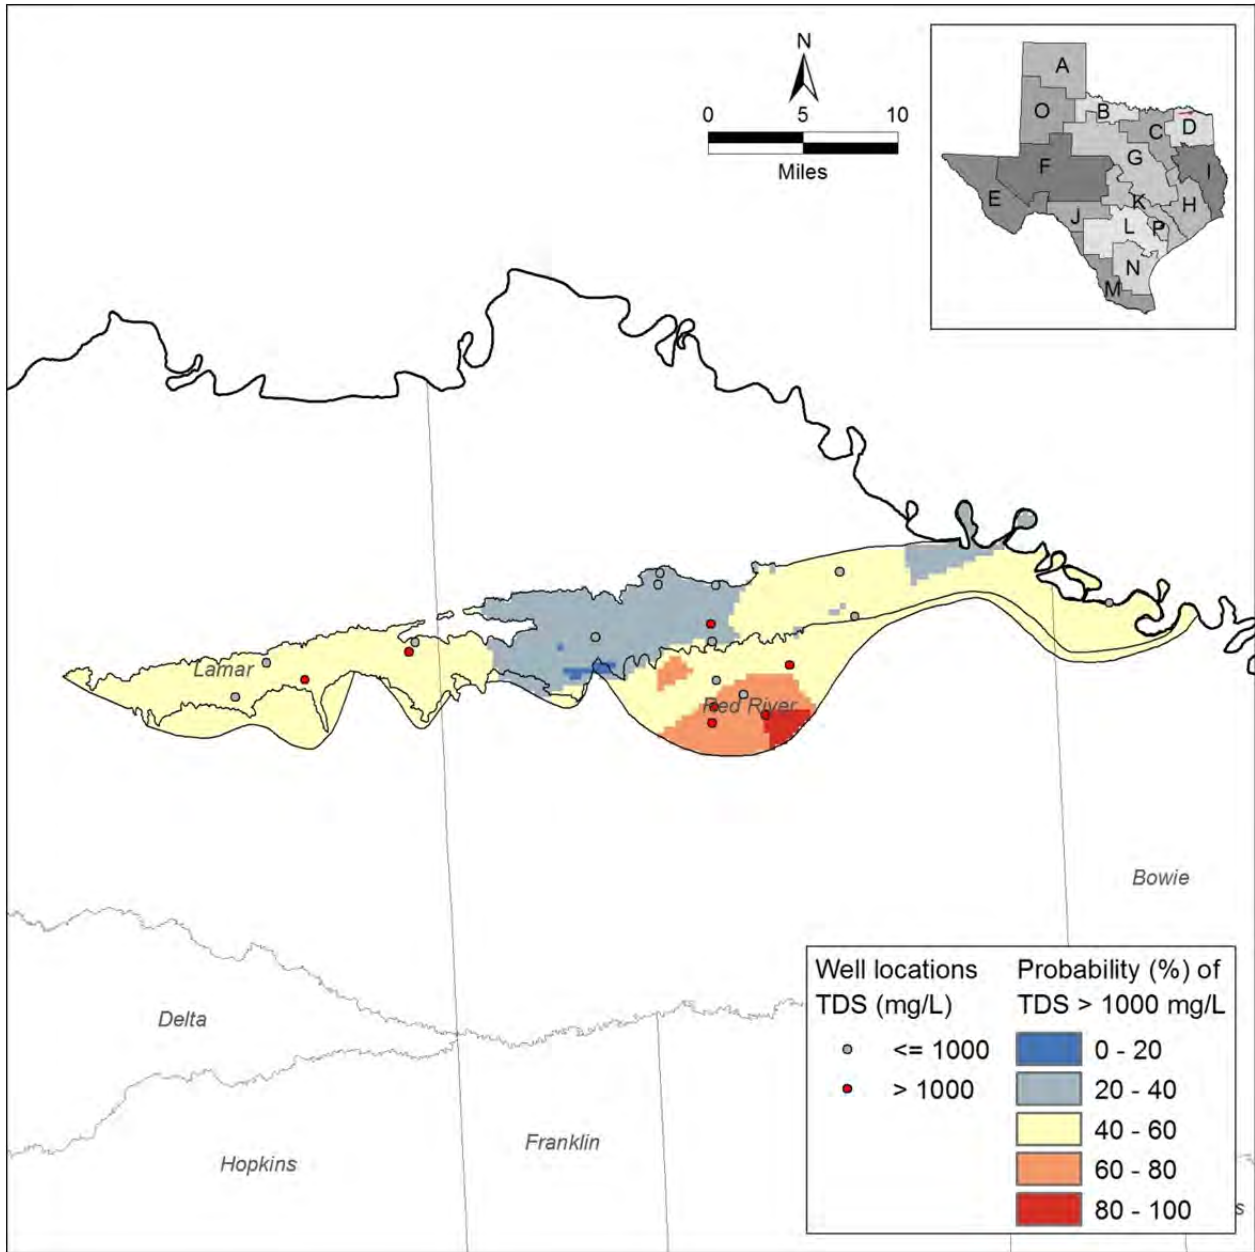 N
0 5 10
Miles
A
O
B
C
D
G
F
I
E
K
H
J
L
P
N
M
Lamar
Red River
Bowie
Delta
Hopkins
Franklin
Well locations
TDS (mg/L)
<= 1000
> 1000
Probability (%) of
TDS > 1000 mg/L
0 - 20
20 - 40
40 - 60
60 - 80
80 - 100
s